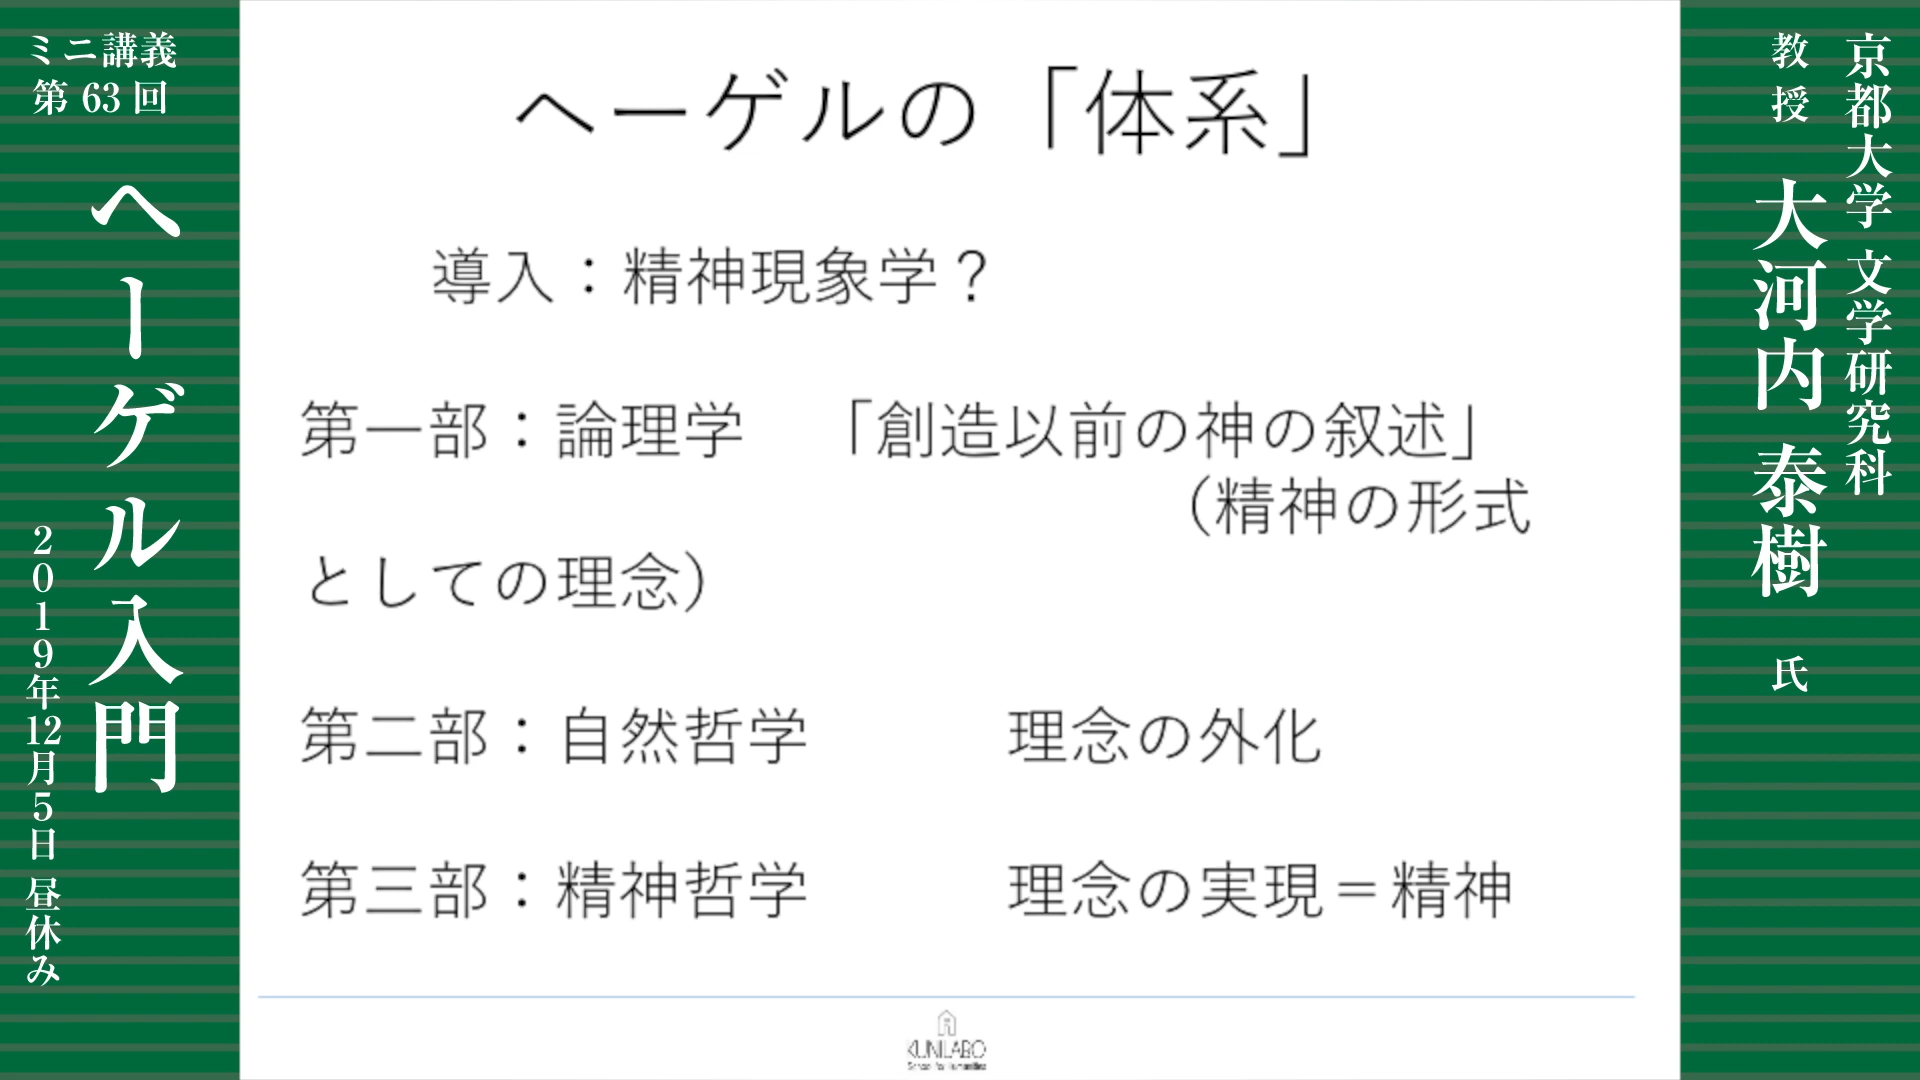 ミニ講義
第 63 回
ヘーゲル入門
2019年12月5日 昼休み
ヘーゲルの「体系」
導入：精神現象学？
第一部：論理学　「創造以前の神の叙述」
（精神の形式
としての理念）
第二部：自然哲学　理念の外化
第三部：精神哲学　理念の実現＝精神
KUNILABO
School for Humanities
京都大学 文学研究科
教授 大河内 泰樹 氏